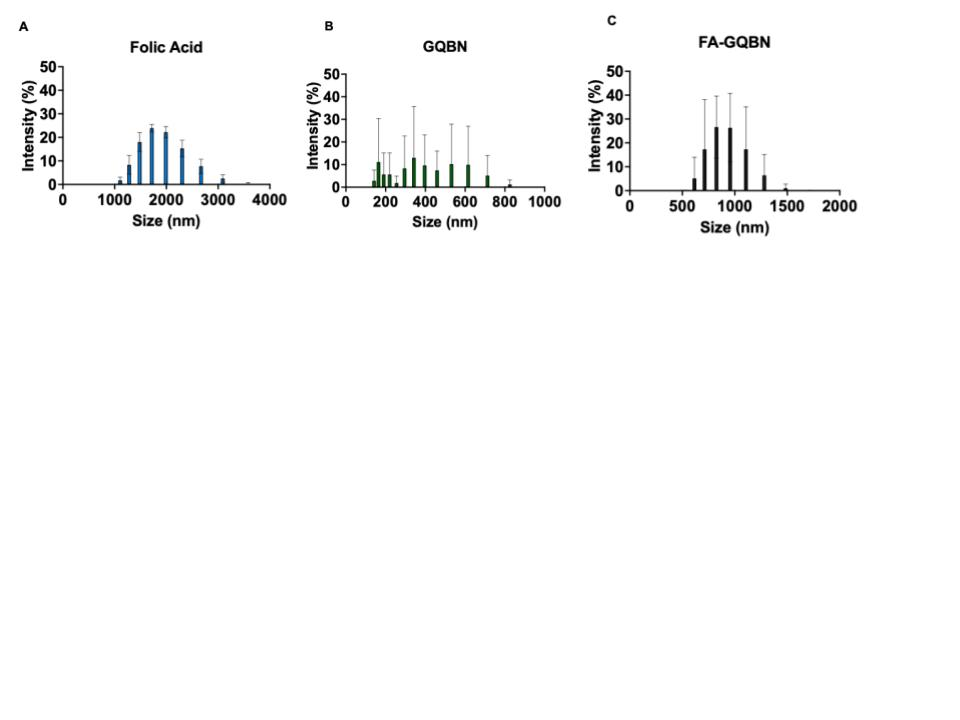 A
Folic Acid
Intensity (%)
50
40
30
20
10
0
0 1000 2000 3000 4000
Size (nm)
B
GQBN
Intensity (%)
50
40
30
20
10
0
0 200 400 600 800 1000
Size (nm)
C
FA-GQBN
Intensity (%)
50
40
30
20
10
0
0 500 1000 1500 2000
Size (nm)